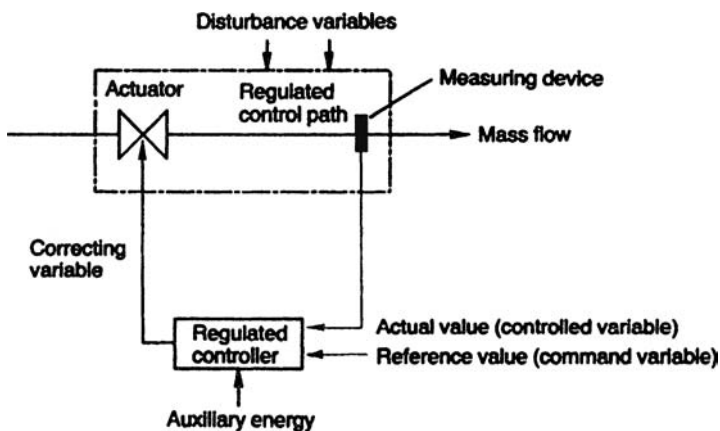 Disturbance variables
Actuator
Regulated
control path
Measuring device
Mass flow
Correcting
variable
Regulated
controller
Actual value (controlled variable)
Reference value (command variable)
Auxiliary energy